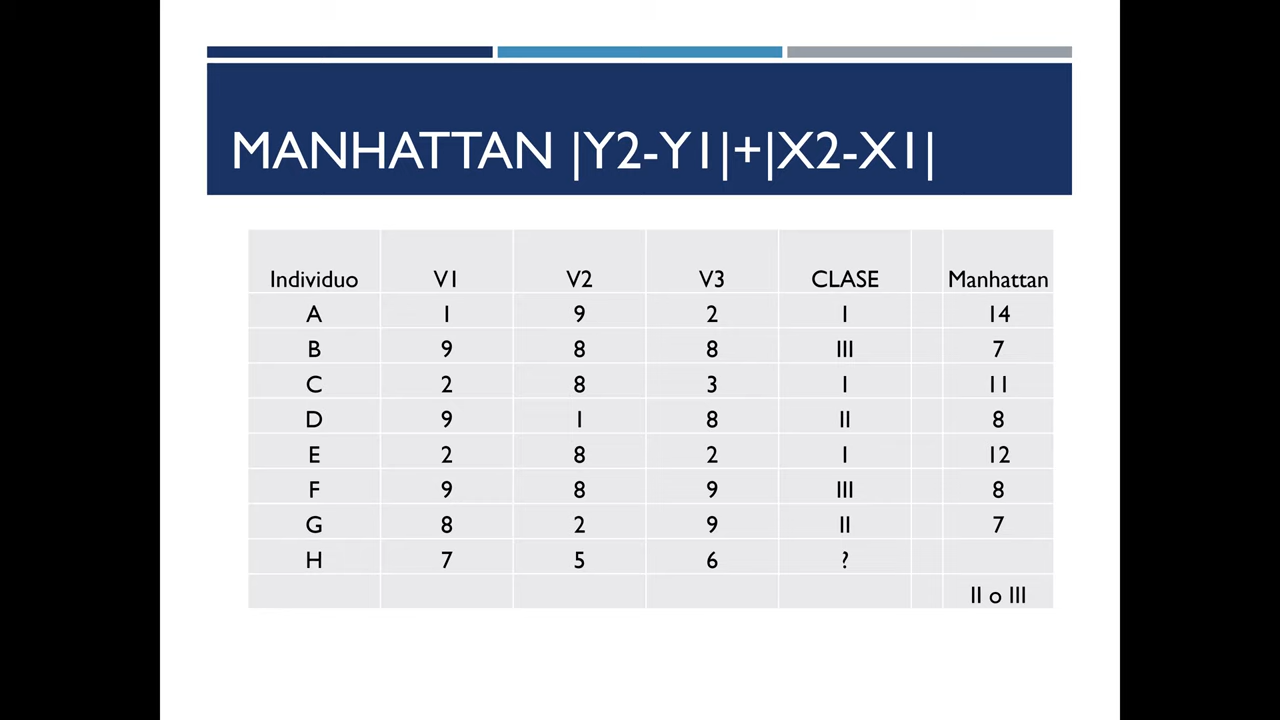 MANHATTAN |Y2-Y1|+|X2-X1|
Individuo V1 V2 V3 CLASE Manhattan
A 1 9 2 I 14
B 9 8 8 III 7
C 2 8 3 I 11
D 9 1 8 II 8
E 2 8 2 I 12
F 9 8 9 III 8
G 8 2 9 II 7
H 7 5 6 ?
II o III